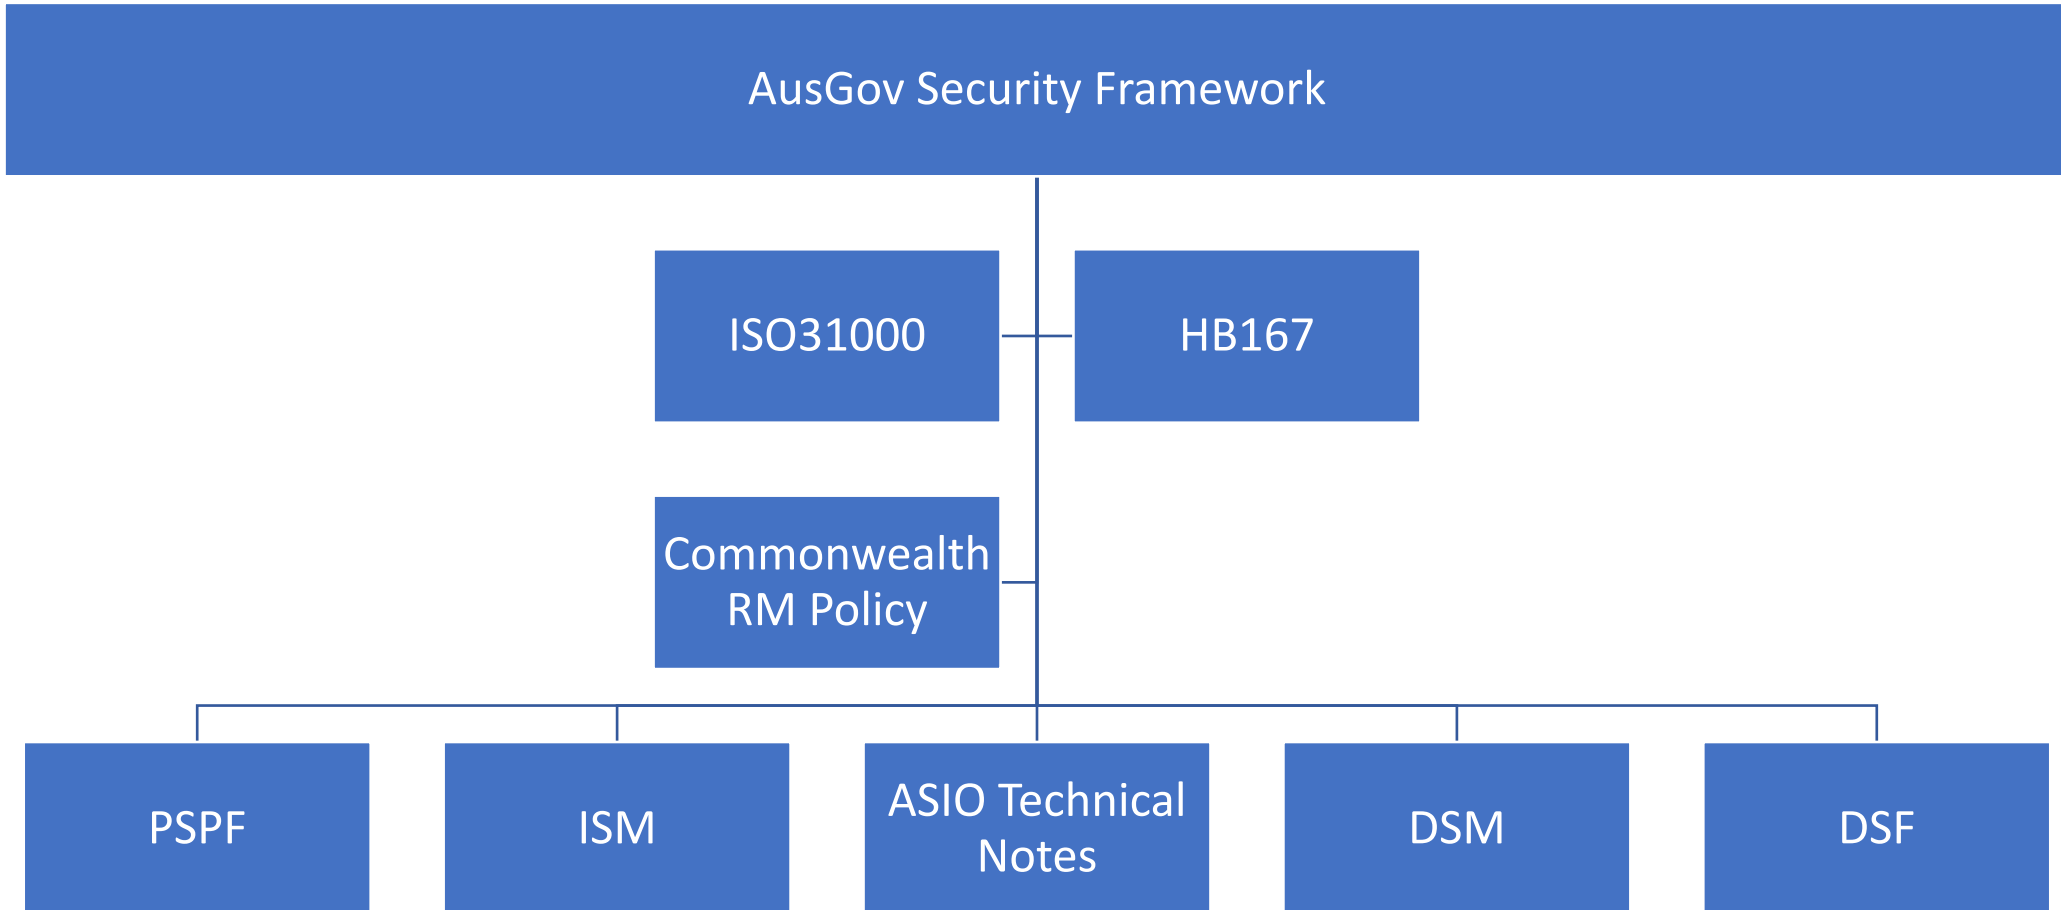 AusGov Security Framework
ISO31000
HB167
Commonwealth
RM Policy
PSPF
ISM
ASIO Technical
Notes
DSM
DSF